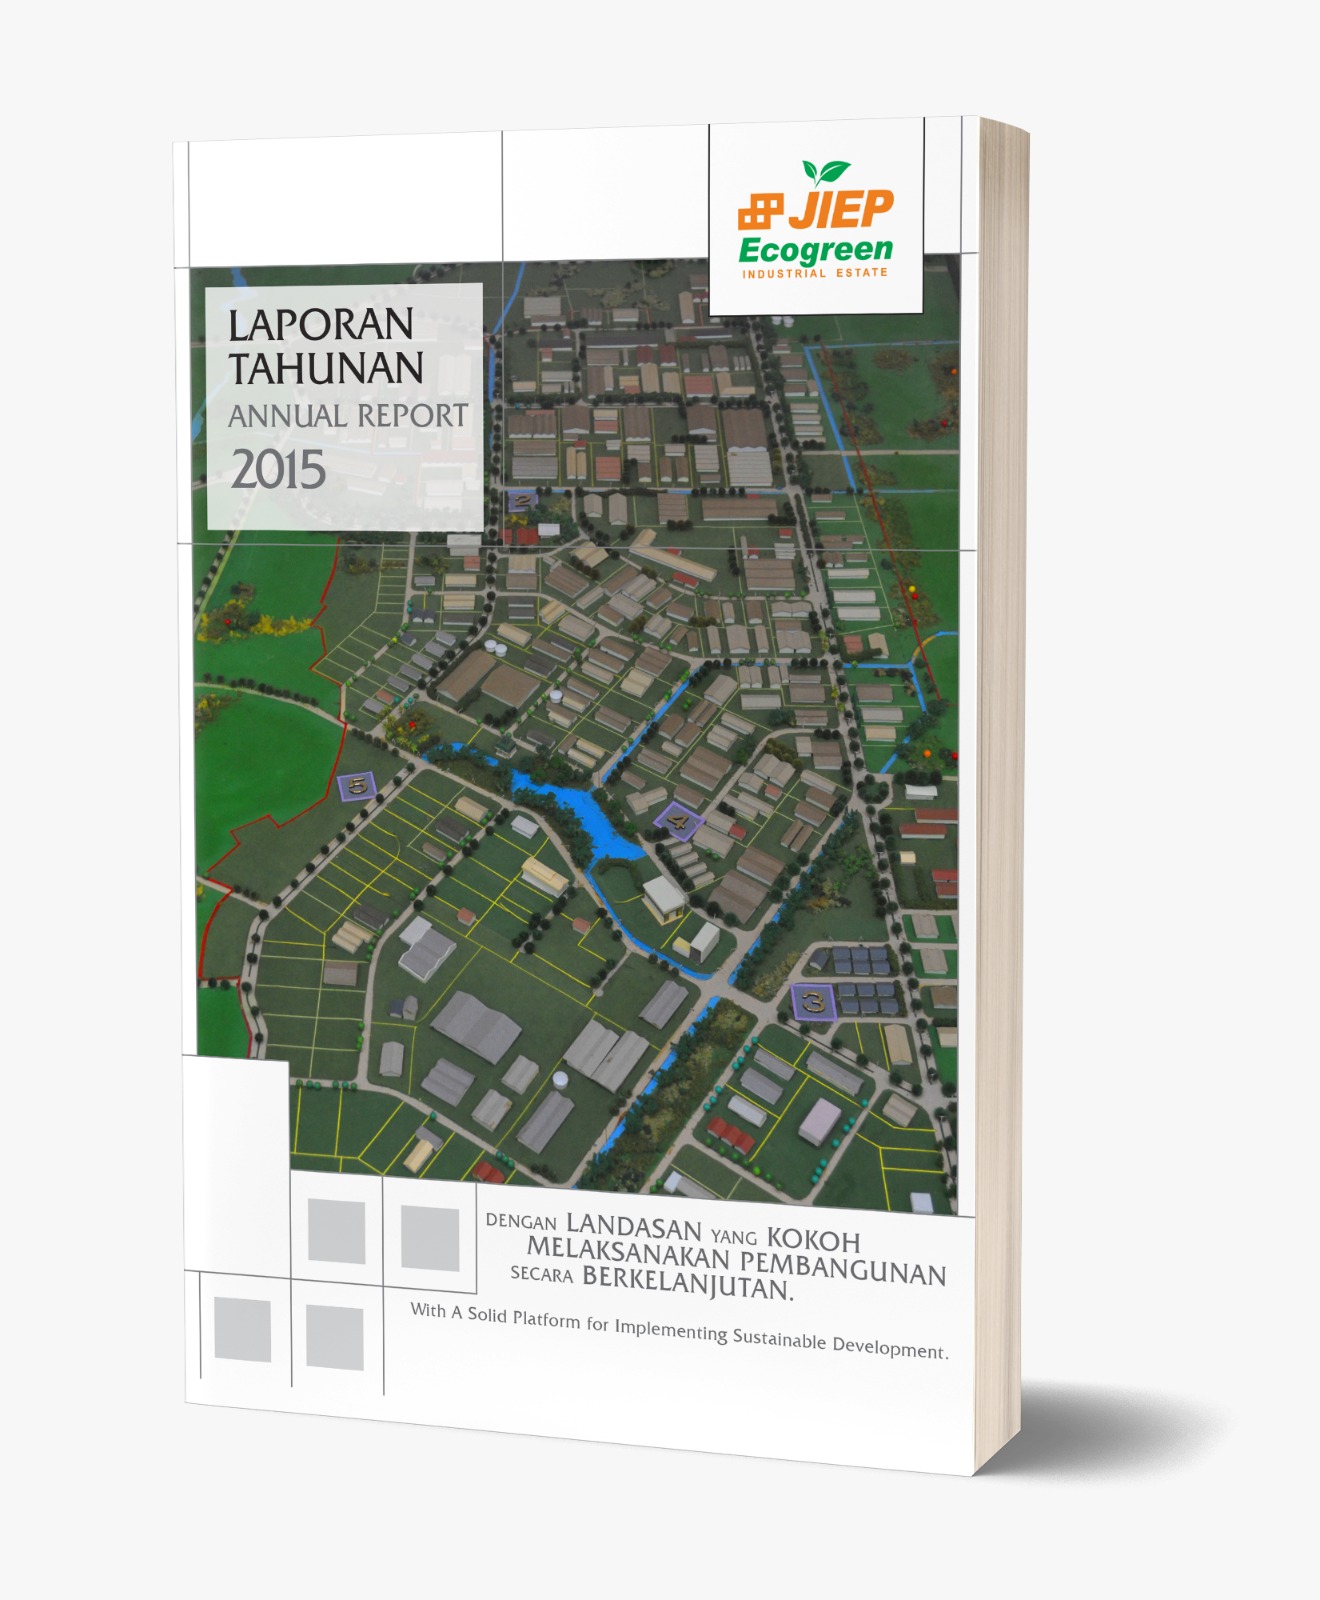 JIEP
Ecogreen
INDUSTRIAL ESTATE
LAPORAN
TAHUNAN
ANNUAL REPORT
2015
2
5
4
3
DENGAN LANDASAN YANG KOKOH
MELAKSANAKAN PEMBANGUNAN
SECARA BERKELANJUTAN.
With A Solid Platform for Implementing Sustainable Development.